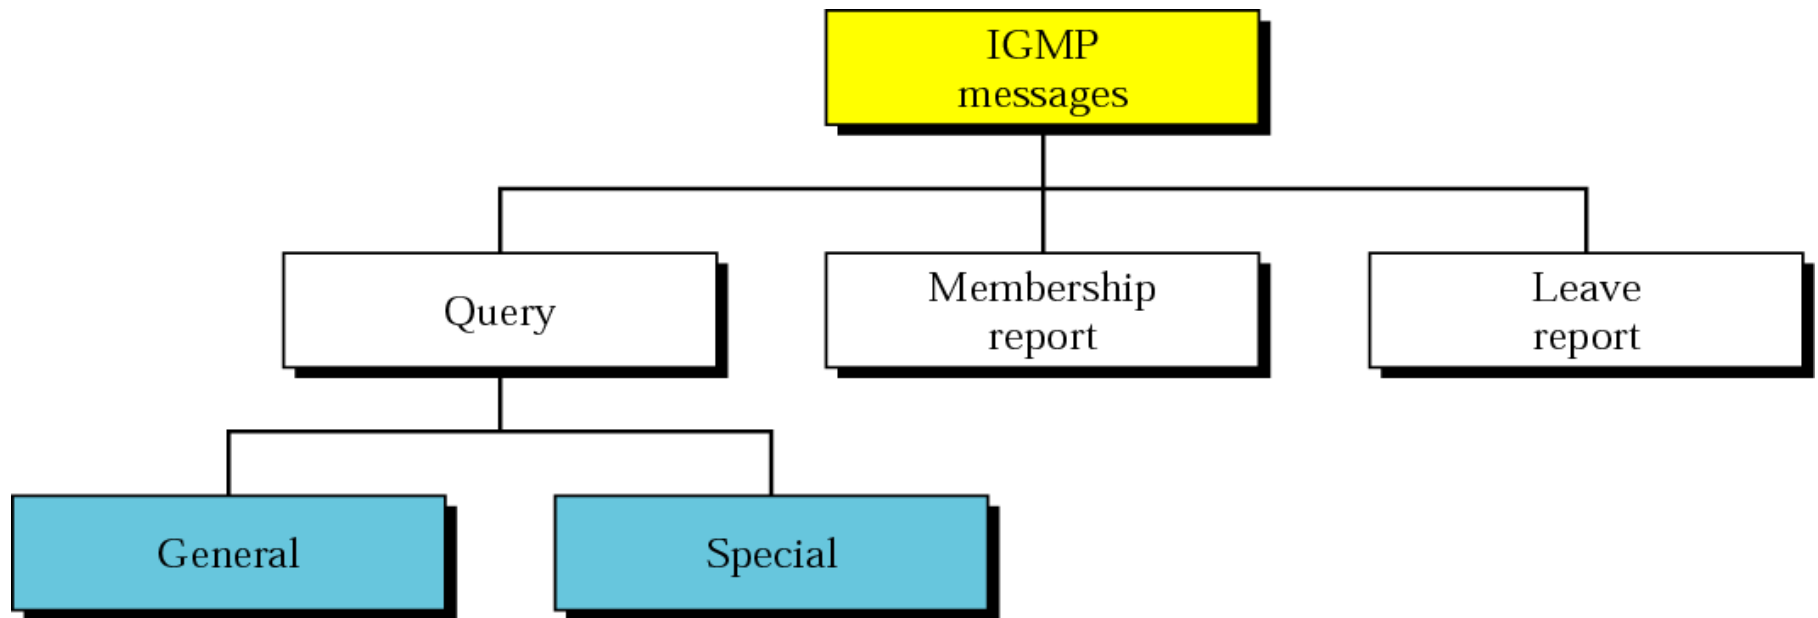 IGMP
messages
Query
Membership
report
Leave
report
General
Special